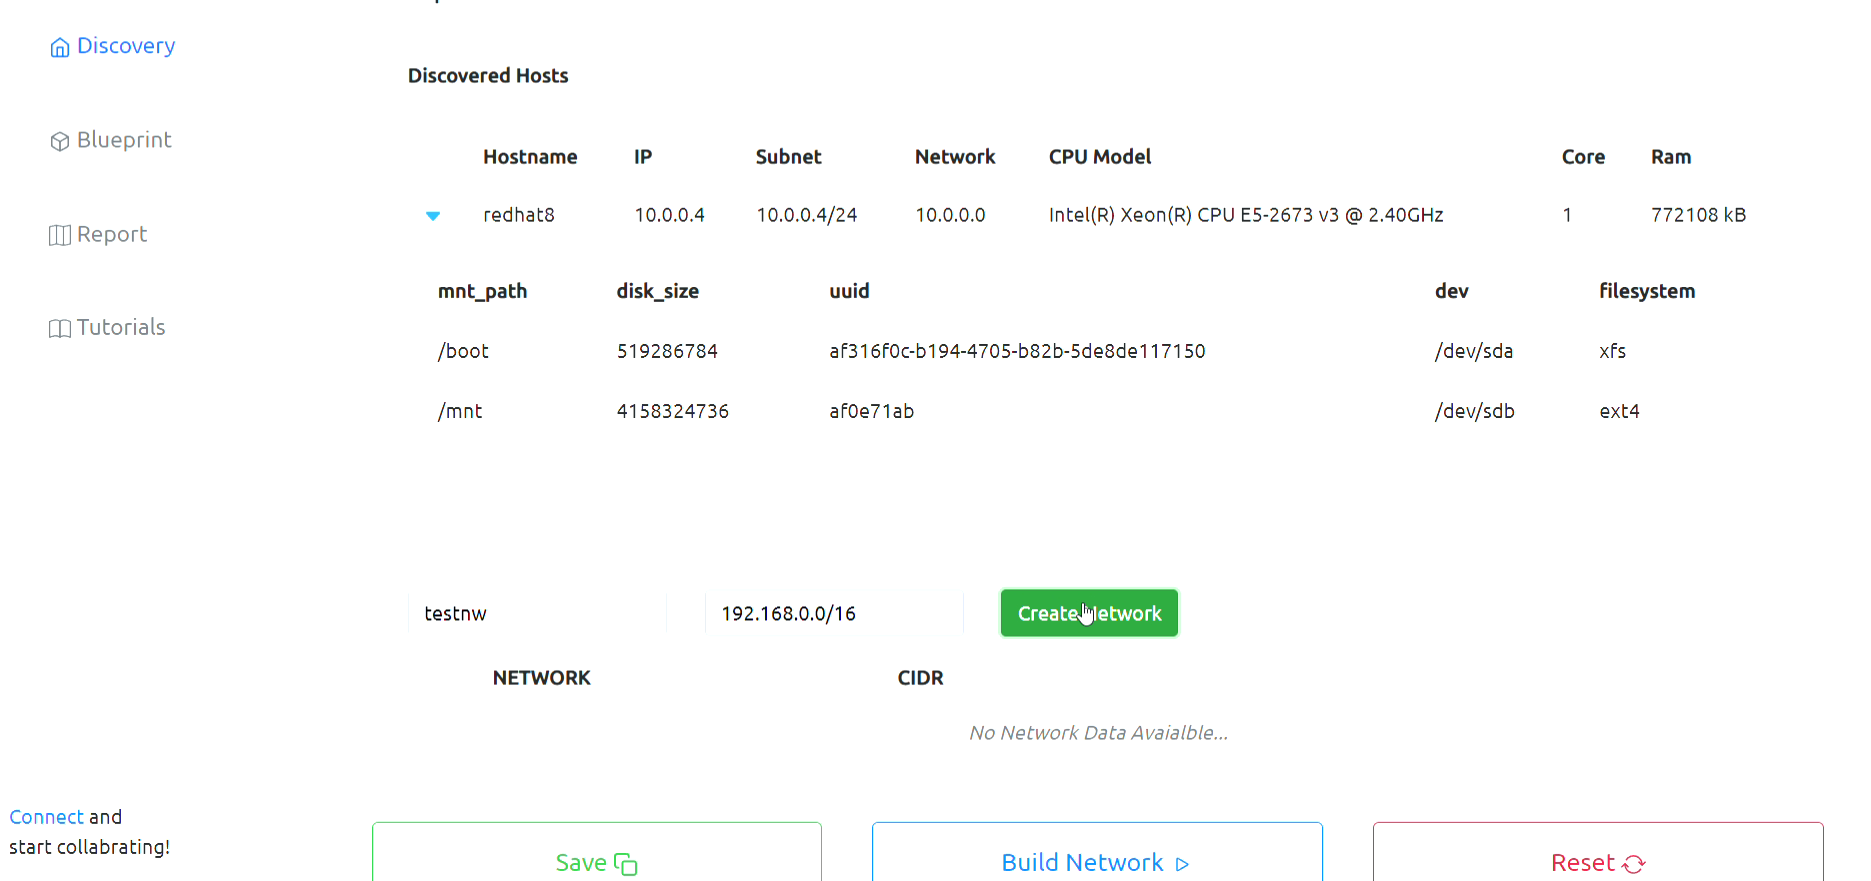 Discovery
Blueprint
Report
Tutorials
Connect and
start collabrating!
Discovered Hosts
Hostname IP Subnet Network CPU Model Core Ram
redhat8 10.0.0.4 10.0.0.4/24 10.0.0.0 Intel(R) Xeon(R) CPU E5-2673 v3 @ 2.40GHz 1 772108 kB
mnt_path disk_size uuid dev filesystem
/boot 519286784 af316f0c-b194-4705-b82b-5de8de117150 /dev/sda xfs
/mnt 4158324736 af0e71ab /dev/sdb ext4
testnw 192.168.0.0/16 Create Network
NETWORK CIDR
No Network Data Avaialble...
Save Build Network Reset